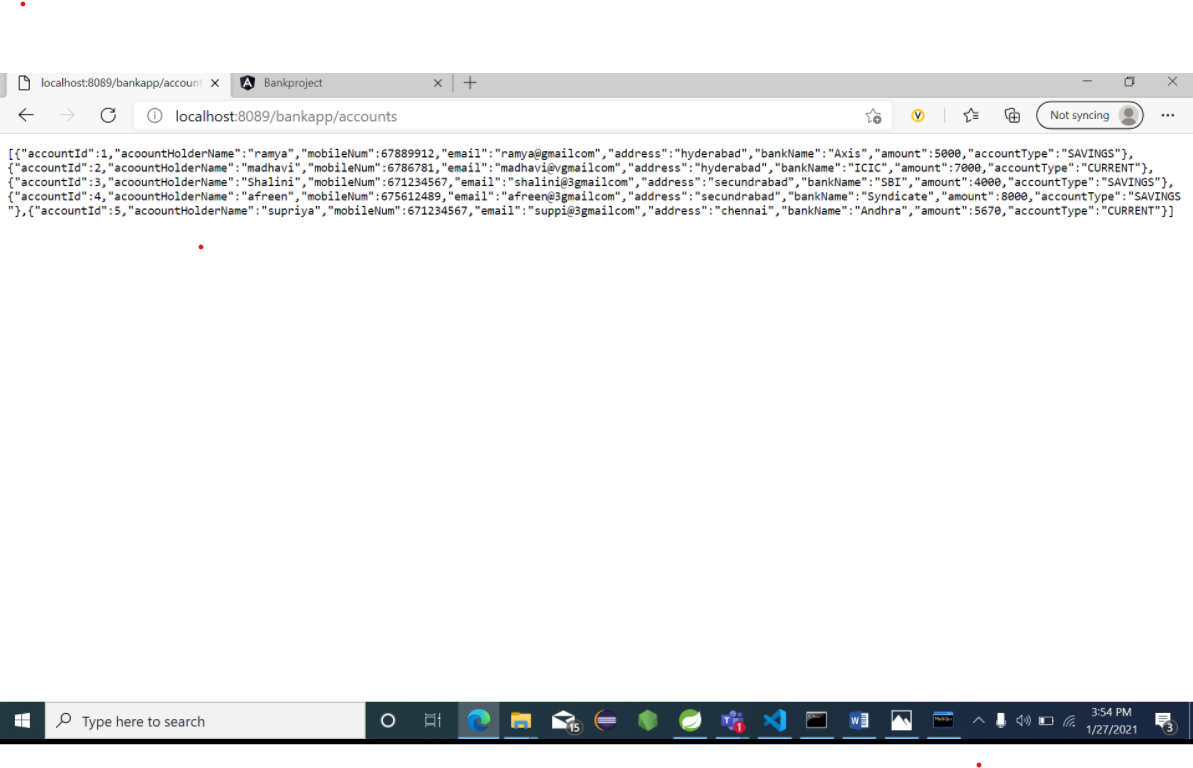 localhost:8089/bankapp/account
Bankproject
localhost:8089/bankapp/accounts
Not syncing
[{"accountId":1,"acoountHolderName":"ramya","mobileNum":67889912,"email":"ramya@gmailcom","address":"hyderabad","bankName":"Axis","amount":5000,"accountType":"SAVINGS"},
{"accountId":2,"acoountHolderName":"madhavi","mobileNum":6786781,"email":"madhavi@vgmailcom","address":"hyderabad","bankName":"ICIC","amount":7000,"accountType":"CURRENT"},
{"accountId":3,"acoountHolderName":"Shalini","mobileNum":671234567,"email":"shalini@3gmailcom","address":"secundrabad","bankName":"SBI","amount":4000,"accountType":"SAVINGS"},
{"accountId":4,"acoountHolderName":"afreen","mobileNum":675612489,"email":"afreen@3gmailcom","address":"secundrabad","bankName":"Syndicate","amount":8000,"accountType":"SAVINGS
"},{"accountId":5,"acoountHolderName":"supriya","mobileNum":671234567,"email":"suppi@3gmailcom","address":"chennai","bankName":"Andhra","amount":5670,"accountType":"CURRENT"}]
Type here to search
15
1
3:54 PM
1/27/2021
3